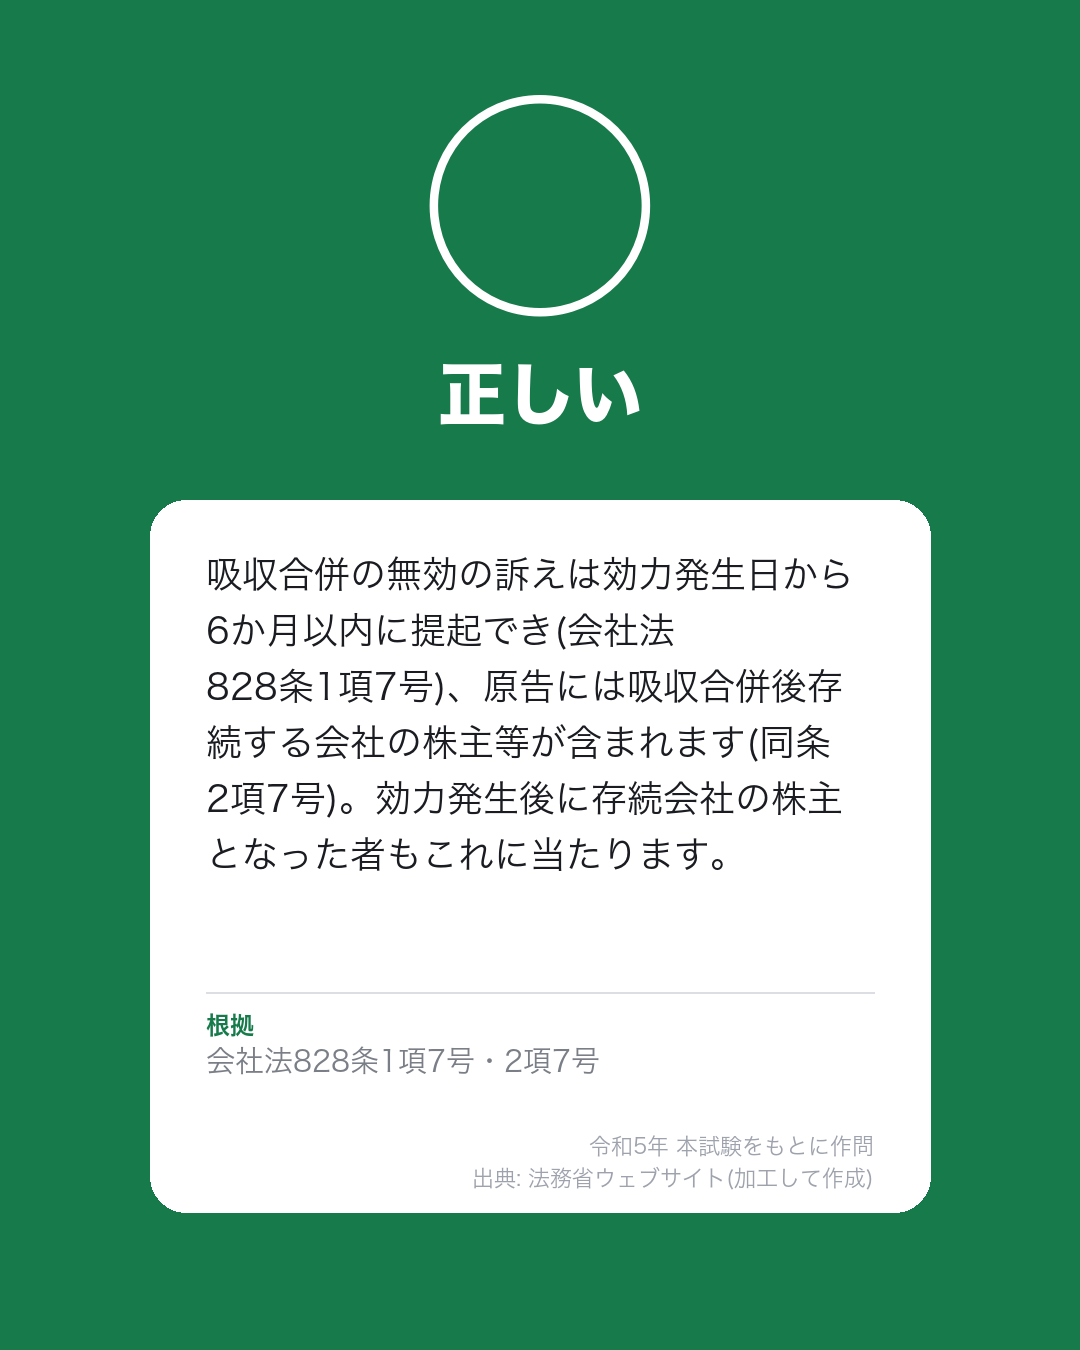 正しい
吸収合併の無効の訴えは効力発生日から
6か月以内に提起でき(会社法
828条1項7号)、原告には吸収合併後存
続する会社の株主等が含まれます(同条
2項7号)。効力発生後に存続会社の株主
となった者もこれに当たります。
根拠
会社法828条1項7号・2項7号
令和5年 本試験をもとに作問
出典: 法務省ウェブサイト(加工して作成)